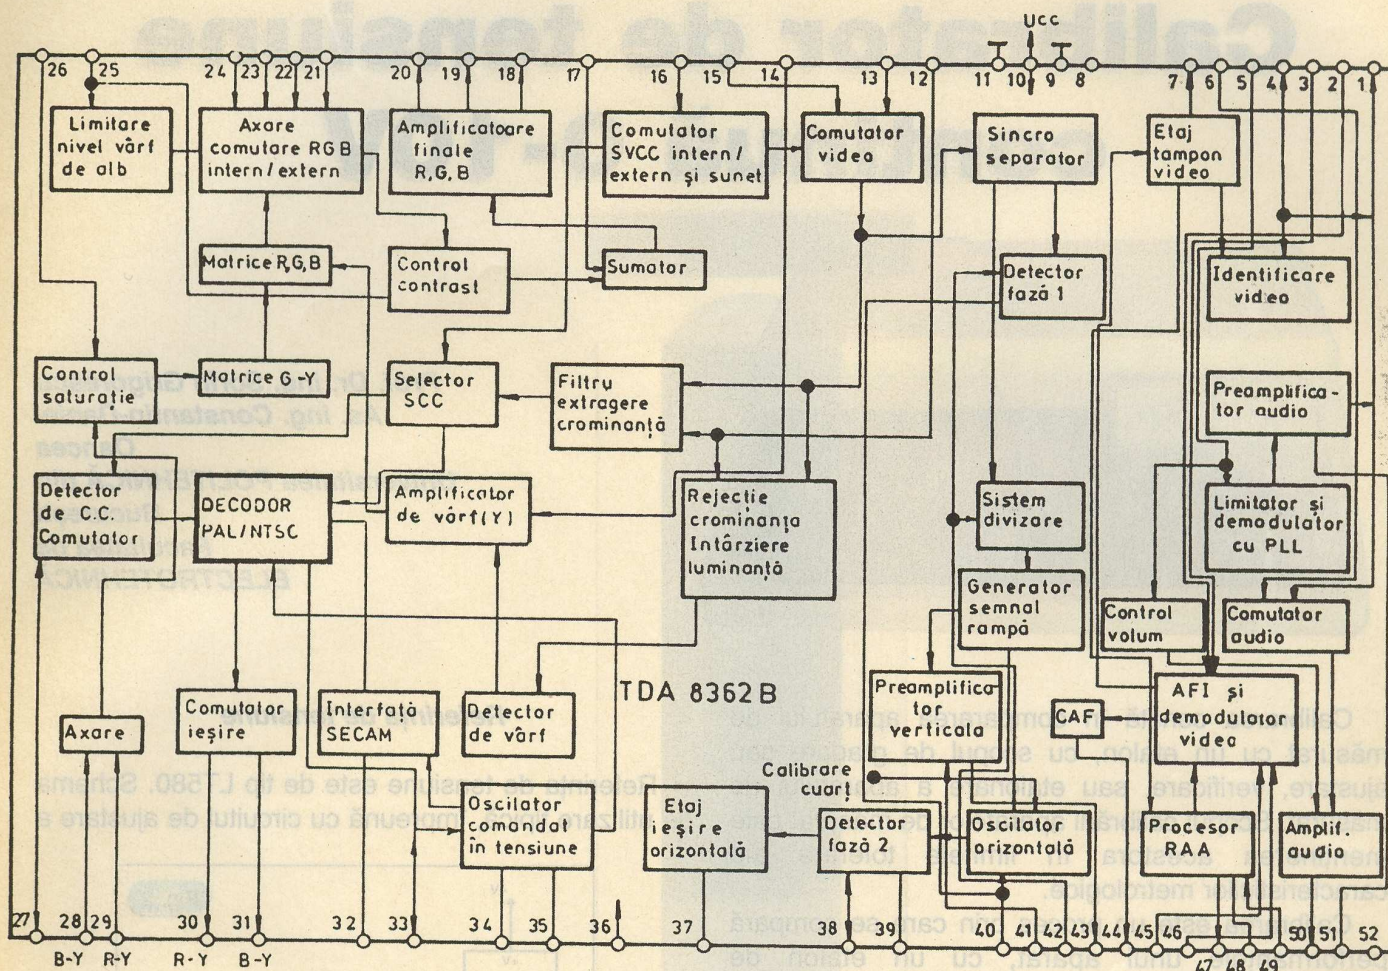 Ucc
26 25 24 23 22 21 20 19 18 17 16 15 14 13 12 11 10 9 8 7 6 5 4 3 2 1
Limitare
nivel vârf
de alb
Axare
comutare RGB
intern/extern
Amplificatoare
finale
R,G,B
Comutator
SVCC intern/
extern și sunet
Comutator
video
Sincro
separator
Etaj
tampon
video
Matrice R,G,B
Control
contrast
Sumator
Detector
fază 1
Identificare
video
Control
saturație
Matrice G-Y
Selector
SCC
Filtru
extragere
crominanță
Preamplifica-
tor audio
Detector
de C.C.
Comutator
DECODOR
PAL/NTSC
Amplificator
de vârf(Y)
Rejecție
crominanța
Intârziere
luminanță
Sistem
divizare
Limitator și
demodulator
cu PLL
Generator
semnal
rampă
Control
volum
Comutator
audio
TDA 8362B
Axare
Comutator
ieșire
Interfață
SECAM
Detector
de vârf
Preamplifica-
tor
verticala
CAF
AFI și
demodulator
video
Calibrare
cuarț
Oscilator
comandat
în tensiune
Etaj
ieșire
orizontală
Detector
fază 2
Oscilator
orizontală
Procesor
RAA
Amplif.
audio
27 28 29 30 31 32 33 34 35 36 37 38 39 40 41 42 43 44 45 46 47 48 49 50 51 52
B-Y R-Y R-Y B-Y